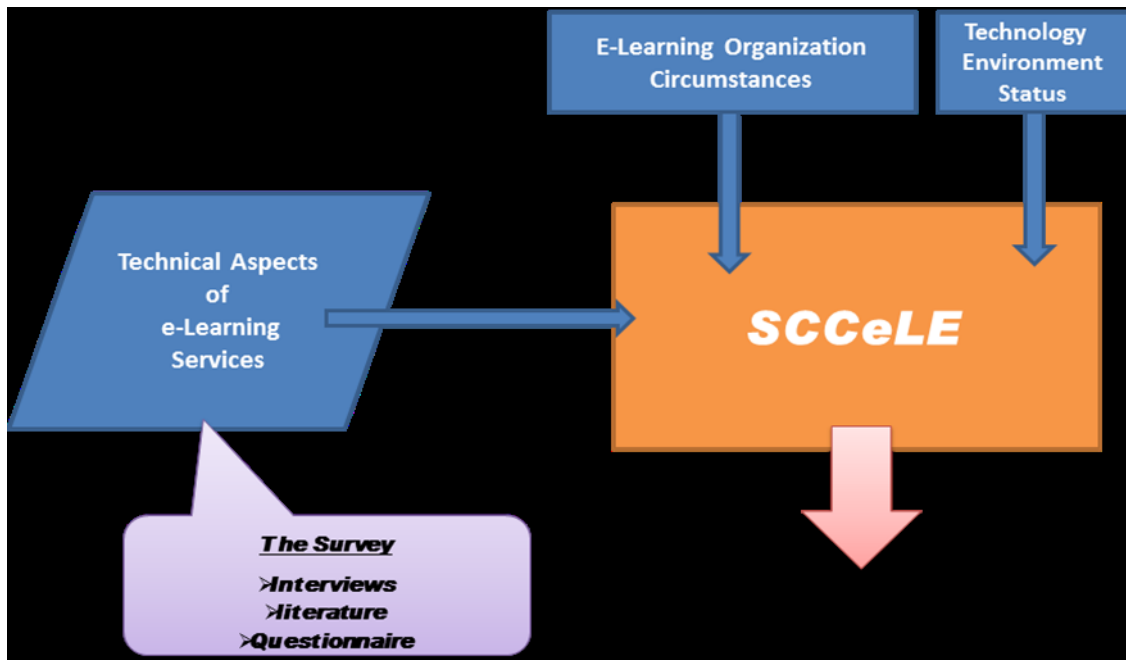 E-Learning Organization
Circumstances
Technology
Environment
Status
Technical Aspects
of
e-Learning
Services
SCCeLE
The Survey
➢Interviews
➢literature
➢Questionnaire